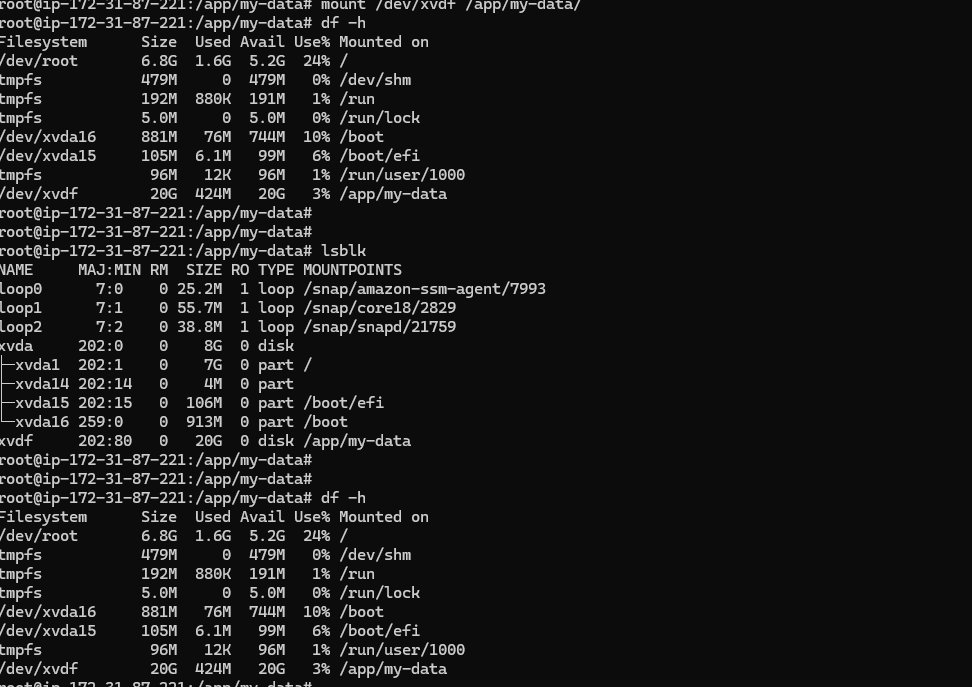 root@ip-172-31-87-221:/app/my-data# mount /dev/xvdf /app/my-data/
root@ip-172-31-87-221:/app/my-data# df -h
Filesystem      Size  Used Avail Use% Mounted on
/dev/root       6.8G  1.6G  5.2G  24% /
tmpfs           479M     0  479M   0% /dev/shm
tmpfs           192M  880K  191M   1% /run
tmpfs           5.0M     0  5.0M   0% /run/lock
/dev/xvda16     881M   76M  744M  10% /boot
/dev/xvda15     105M  6.1M   99M   6% /boot/efi
tmpfs            96M   12K   96M   1% /run/user/1000
/dev/xvdf        20G  424M   20G   3% /app/my-data
root@ip-172-31-87-221:/app/my-data#
root@ip-172-31-87-221:/app/my-data#
root@ip-172-31-87-221:/app/my-data# lsblk
NAME     MAJ:MIN RM  SIZE RO TYPE MOUNTPOINTS
loop0      7:0    0 25.2M  1 loop /snap/amazon-ssm-agent/7993
loop1      7:1    0 55.7M  1 loop /snap/core18/2829
loop2      7:2    0 38.8M  1 loop /snap/snapd/21759
xvda     202:0    0    8G  0 disk
├─xvda1  202:1    0    7G  0 part /
├─xvda14 202:14   0    4M  0 part
├─xvda15 202:15   0  106M  0 part /boot/efi
└─xvda16 259:0    0  913M  0 part /boot
xvdf     202:80   0   20G  0 disk /app/my-data
root@ip-172-31-87-221:/app/my-data#
root@ip-172-31-87-221:/app/my-data#
root@ip-172-31-87-221:/app/my-data# df -h
Filesystem      Size  Used Avail Use% Mounted on
/dev/root       6.8G  1.6G  5.2G  24% /
tmpfs           479M     0  479M   0% /dev/shm
tmpfs           192M  880K  191M   1% /run
tmpfs           5.0M     0  5.0M   0% /run/lock
/dev/xvda16     881M   76M  744M  10% /boot
/dev/xvda15     105M  6.1M   99M   6% /boot/efi
tmpfs            96M   12K   96M   1% /run/user/1000
/dev/xvdf        20G  424M   20G   3% /app/my-data
root@ip-172-31-87-221:/app/my-data#